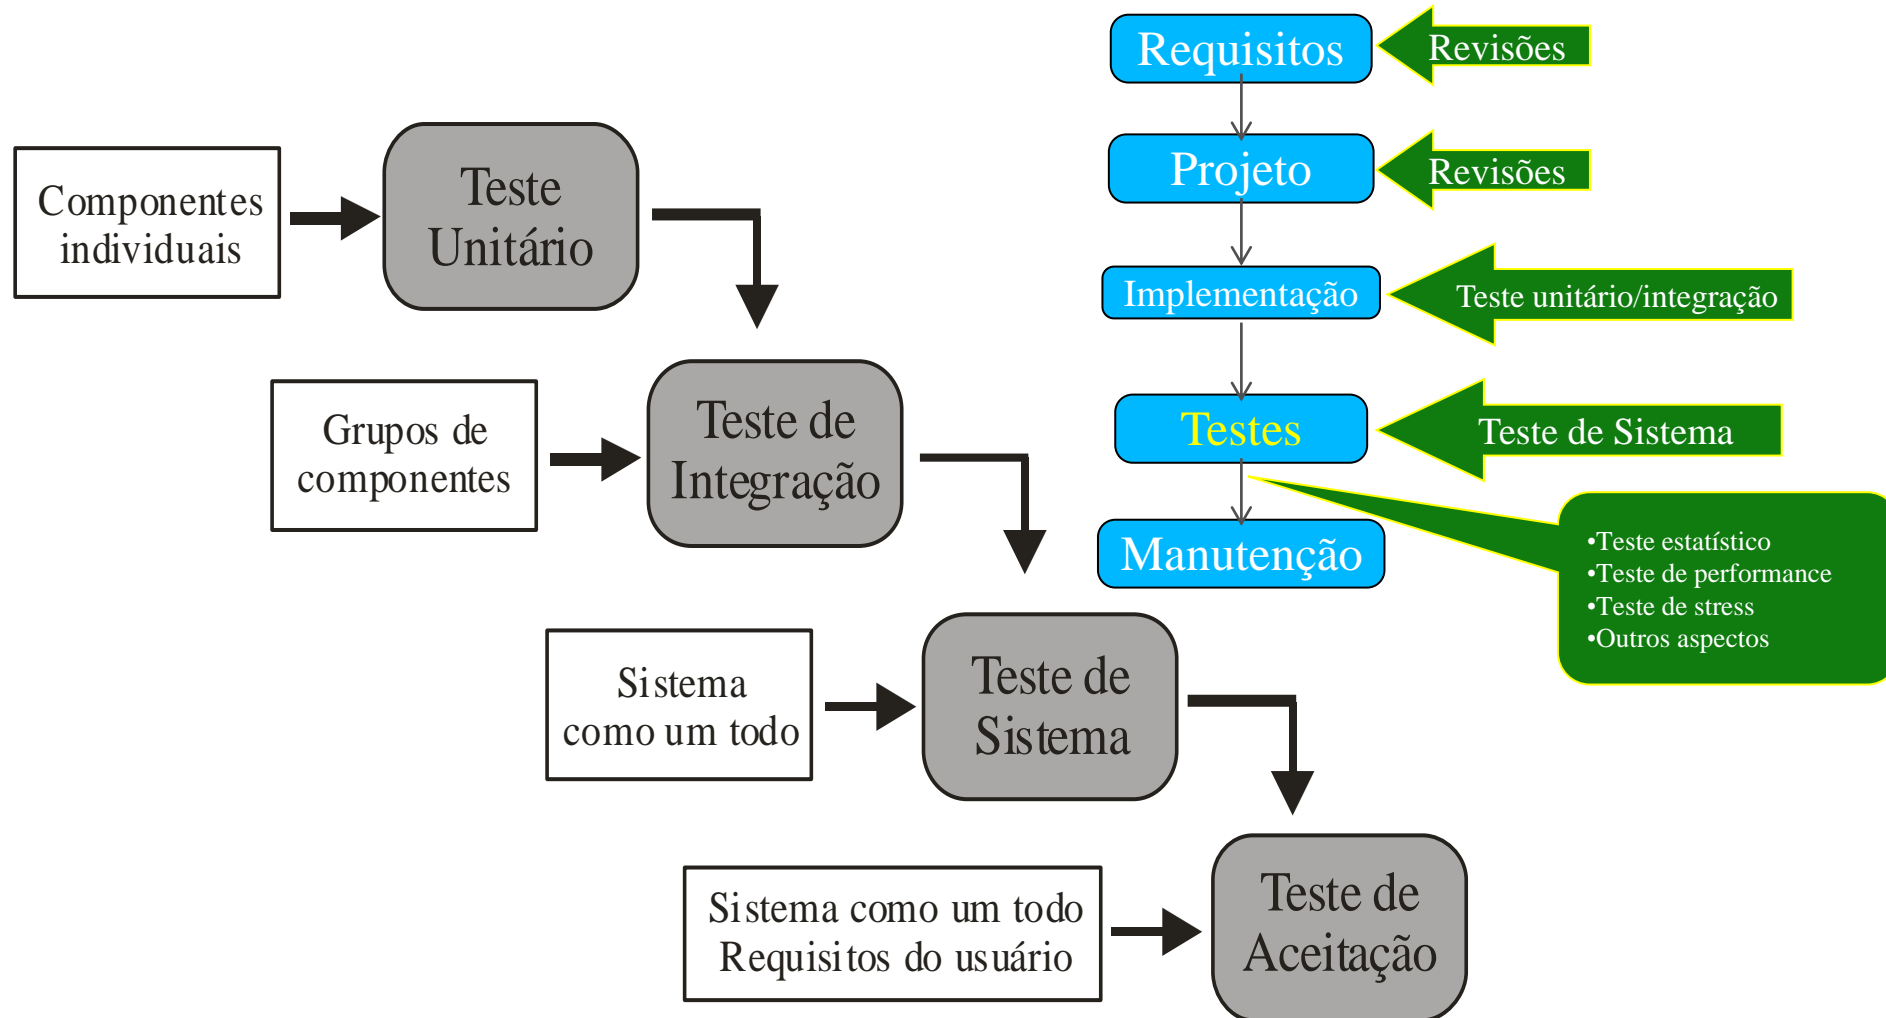 Requisitos
Revisões
Projeto
Revisões
Implementação
Teste unitário/integração
Testes
Teste de Sistema
Manutenção
•Teste estatístico
•Teste de performance
•Teste de stress
•Outros aspectos
Componentes
individuais
Teste
Unitário
Grupos de
componentes
Teste de
Integração
Sistema
como um todo
Teste de
Sistema
Sistema como um todo
Requisitos do usuário
Teste de
Aceitação